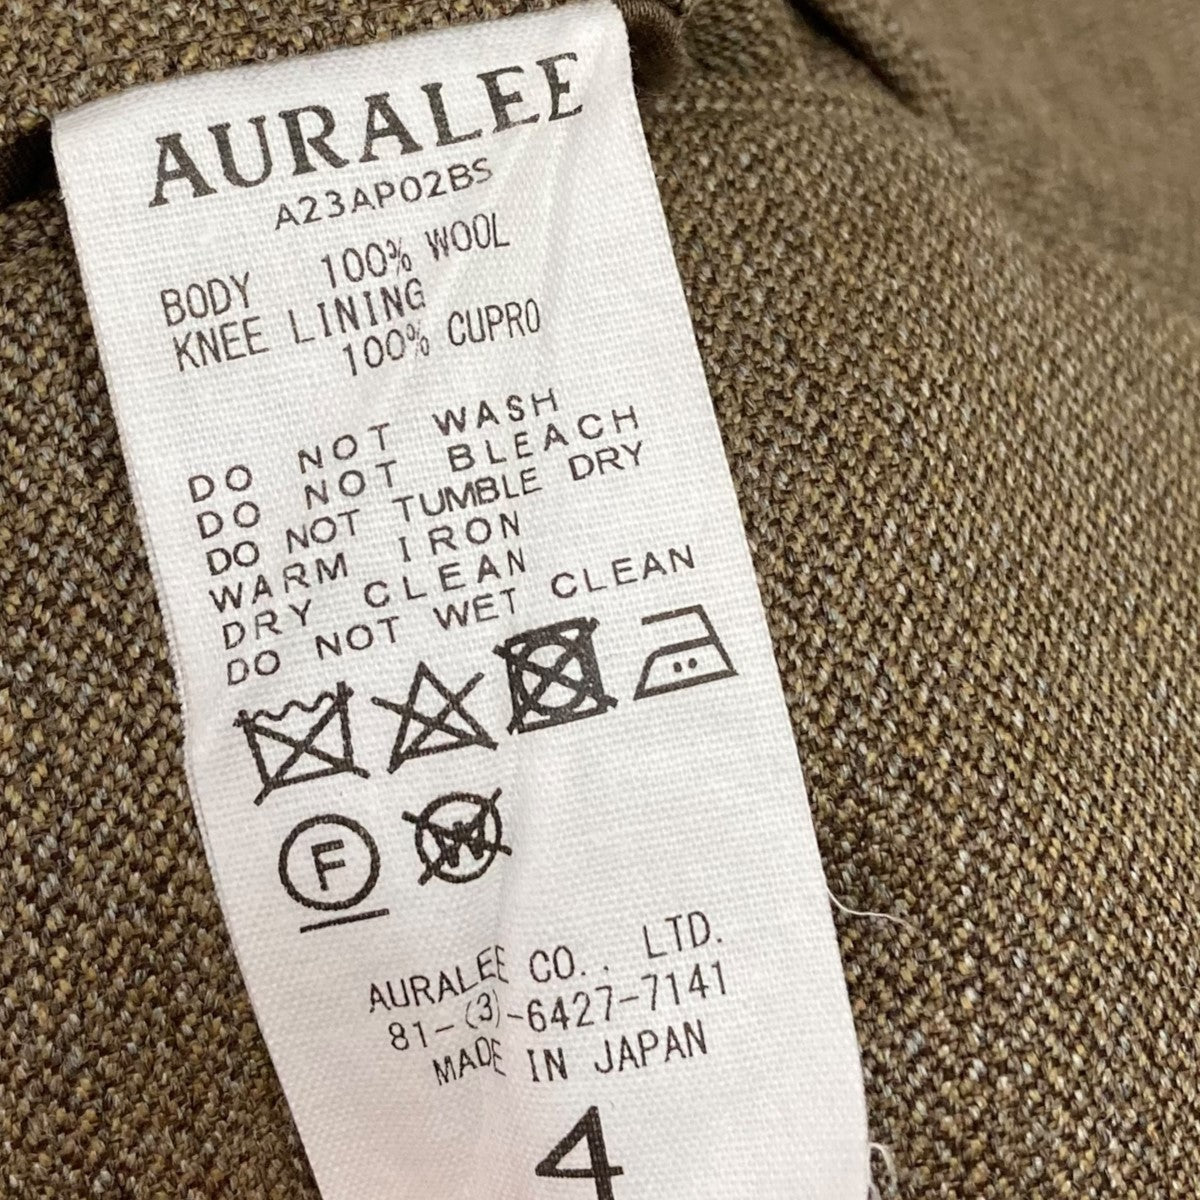 AURALEE
A23AP02BS
BODY 100% WOOL
KNEE LINING
100% CUPRO
DO NOT WASH
DO NOT BLEACH
DO NOT TUMBLE DRY
WARM IRON
DRY CLEAN
DO NOT WET CLEAN
F W
AURALEE CO., LTD.
81-(3)-6427-7141
MADE IN JAPAN
4